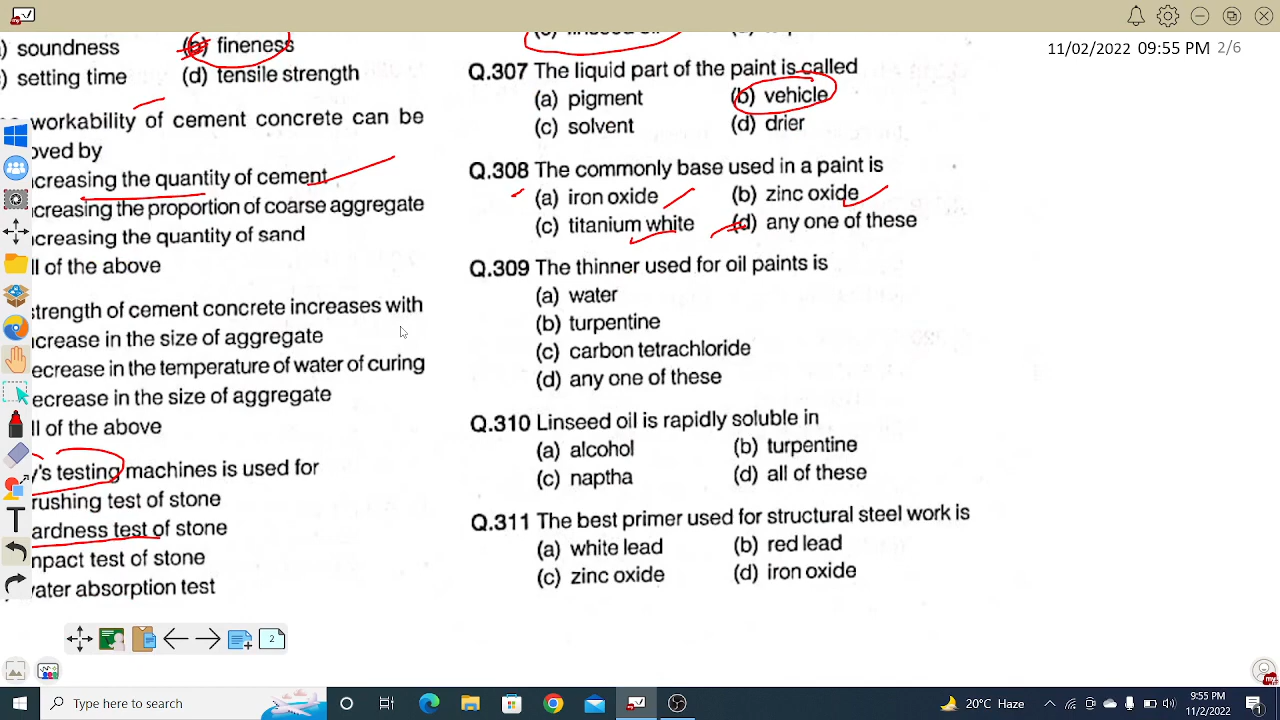 11/02/2022 09:55 PM 2/6
) soundness
(b) fineness
) setting time
(d) tensile strength
workability of cement concrete can be
oved by
ncreasing the quantity of cement
ncreasing the proportion of coarse aggregate
ncreasing the quantity of sand
ll of the above
strength of cement concrete increases with
ncrease in the size of aggregate
ecrease in the temperature of water of curing
ecrease in the size of aggregate
ll of the above
y's testing machines is used for
rushing test of stone
ardness test of stone
mpact test of stone
vater absorption test
Q.307 The liquid part of the paint is called
(a) pigment
(b) vehicle
(c) solvent
(d) drier
Q.308 The commonly base used in a paint is
(a) iron oxide
(b) zinc oxide
(c) titanium white
(d) any one of these
Q.309 The thinner used for oil paints is
(a) water
(b) turpentine
(c) carbon tetrachloride
(d) any one of these
Q.310 Linseed oil is rapidly soluble in
(a) alcohol
(b) turpentine
(c) naptha
(d) all of these
Q.311 The best primer used for structural steel work is
(a) white lead
(b) red lead
(c) zinc oxide
(d) iron oxide
2
Type here to search
20°C Haze
9:55 PM
11/2/2022